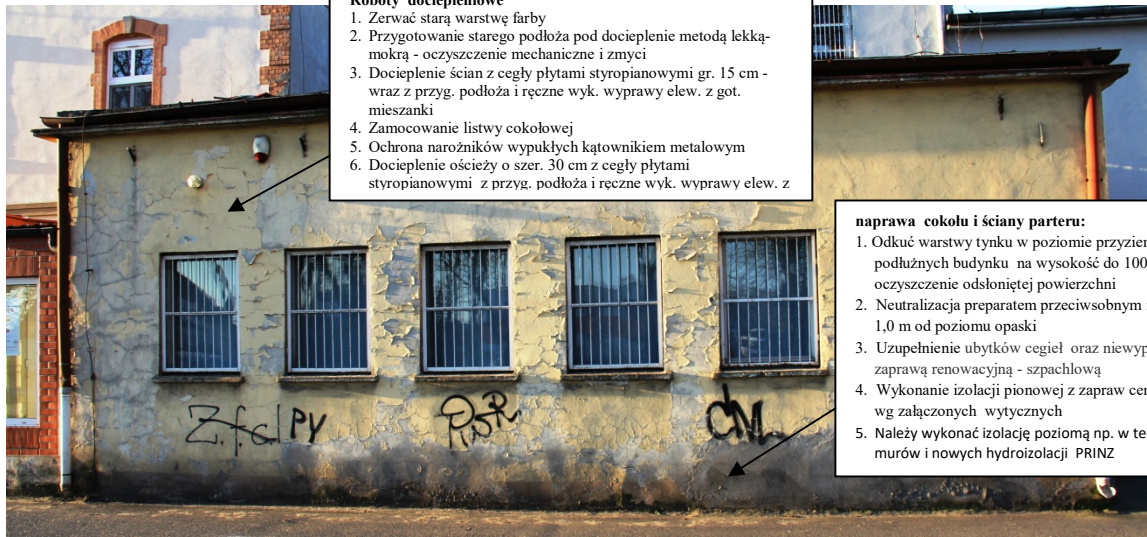 Roboty dociepleniowe
1. Zerwać starą warstwę farby
2. Przygotowanie starego podłoża pod docieplenie metodą lekką-
mokrą - oczyszczenie mechaniczne i zmyci
3. Docieplenie ścian z cegły płytami styropianowymi gr. 15 cm -
wraz z przyg. podłoża i ręczne wyk. wyprawy elew. z got.
mieszanki
4. Zamocowanie listwy cokołowej
5. Ochrona narożników wypukłych kątownikiem metalowym
6. Docieplenie ościeży o szer. 30 cm z cegły płytami
styropianowymi z przyg. podłoża i ręczne wyk. wyprawy elew. z
naprawa cokołu i ściany parteru:
1. Odkuć warstwy tynku w poziomie przyzie
podłużnych budynku na wysokość do 100
oczyszczenie odsłoniętej powierzchni
2. Neutralizacja preparatem przeciwsobnym
1,0 m od poziomu opaski
3. Uzupełnienie ubytków cegieł oraz niewyp
zaprawą renowacyjną - szpachlową
4. Wykonanie izolacji pionowej z zapraw cer
wg załączonych wytycznych
5. Należy wykonać izolację poziomą np. w te
murów i nowych hydroizolacji PRINZ
PY